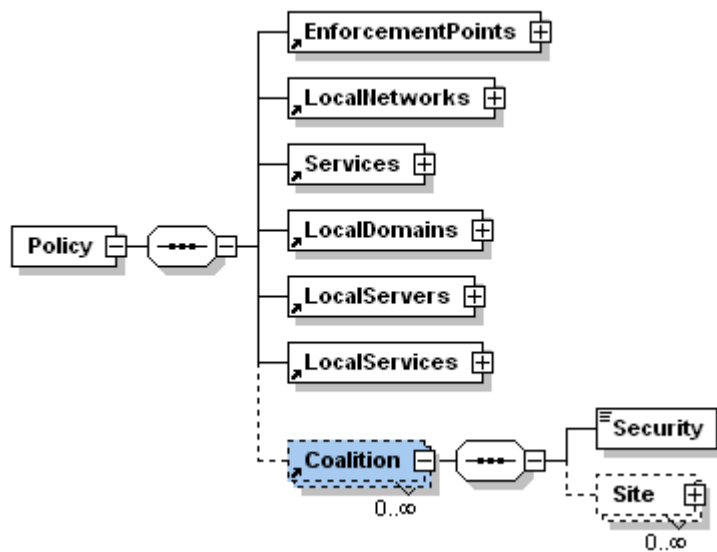 EnforcementPoints
LocalNetworks
Services
Policy
LocalDomains
LocalServers
LocalServices
Coalition
0..∞
Security
Site
0..∞